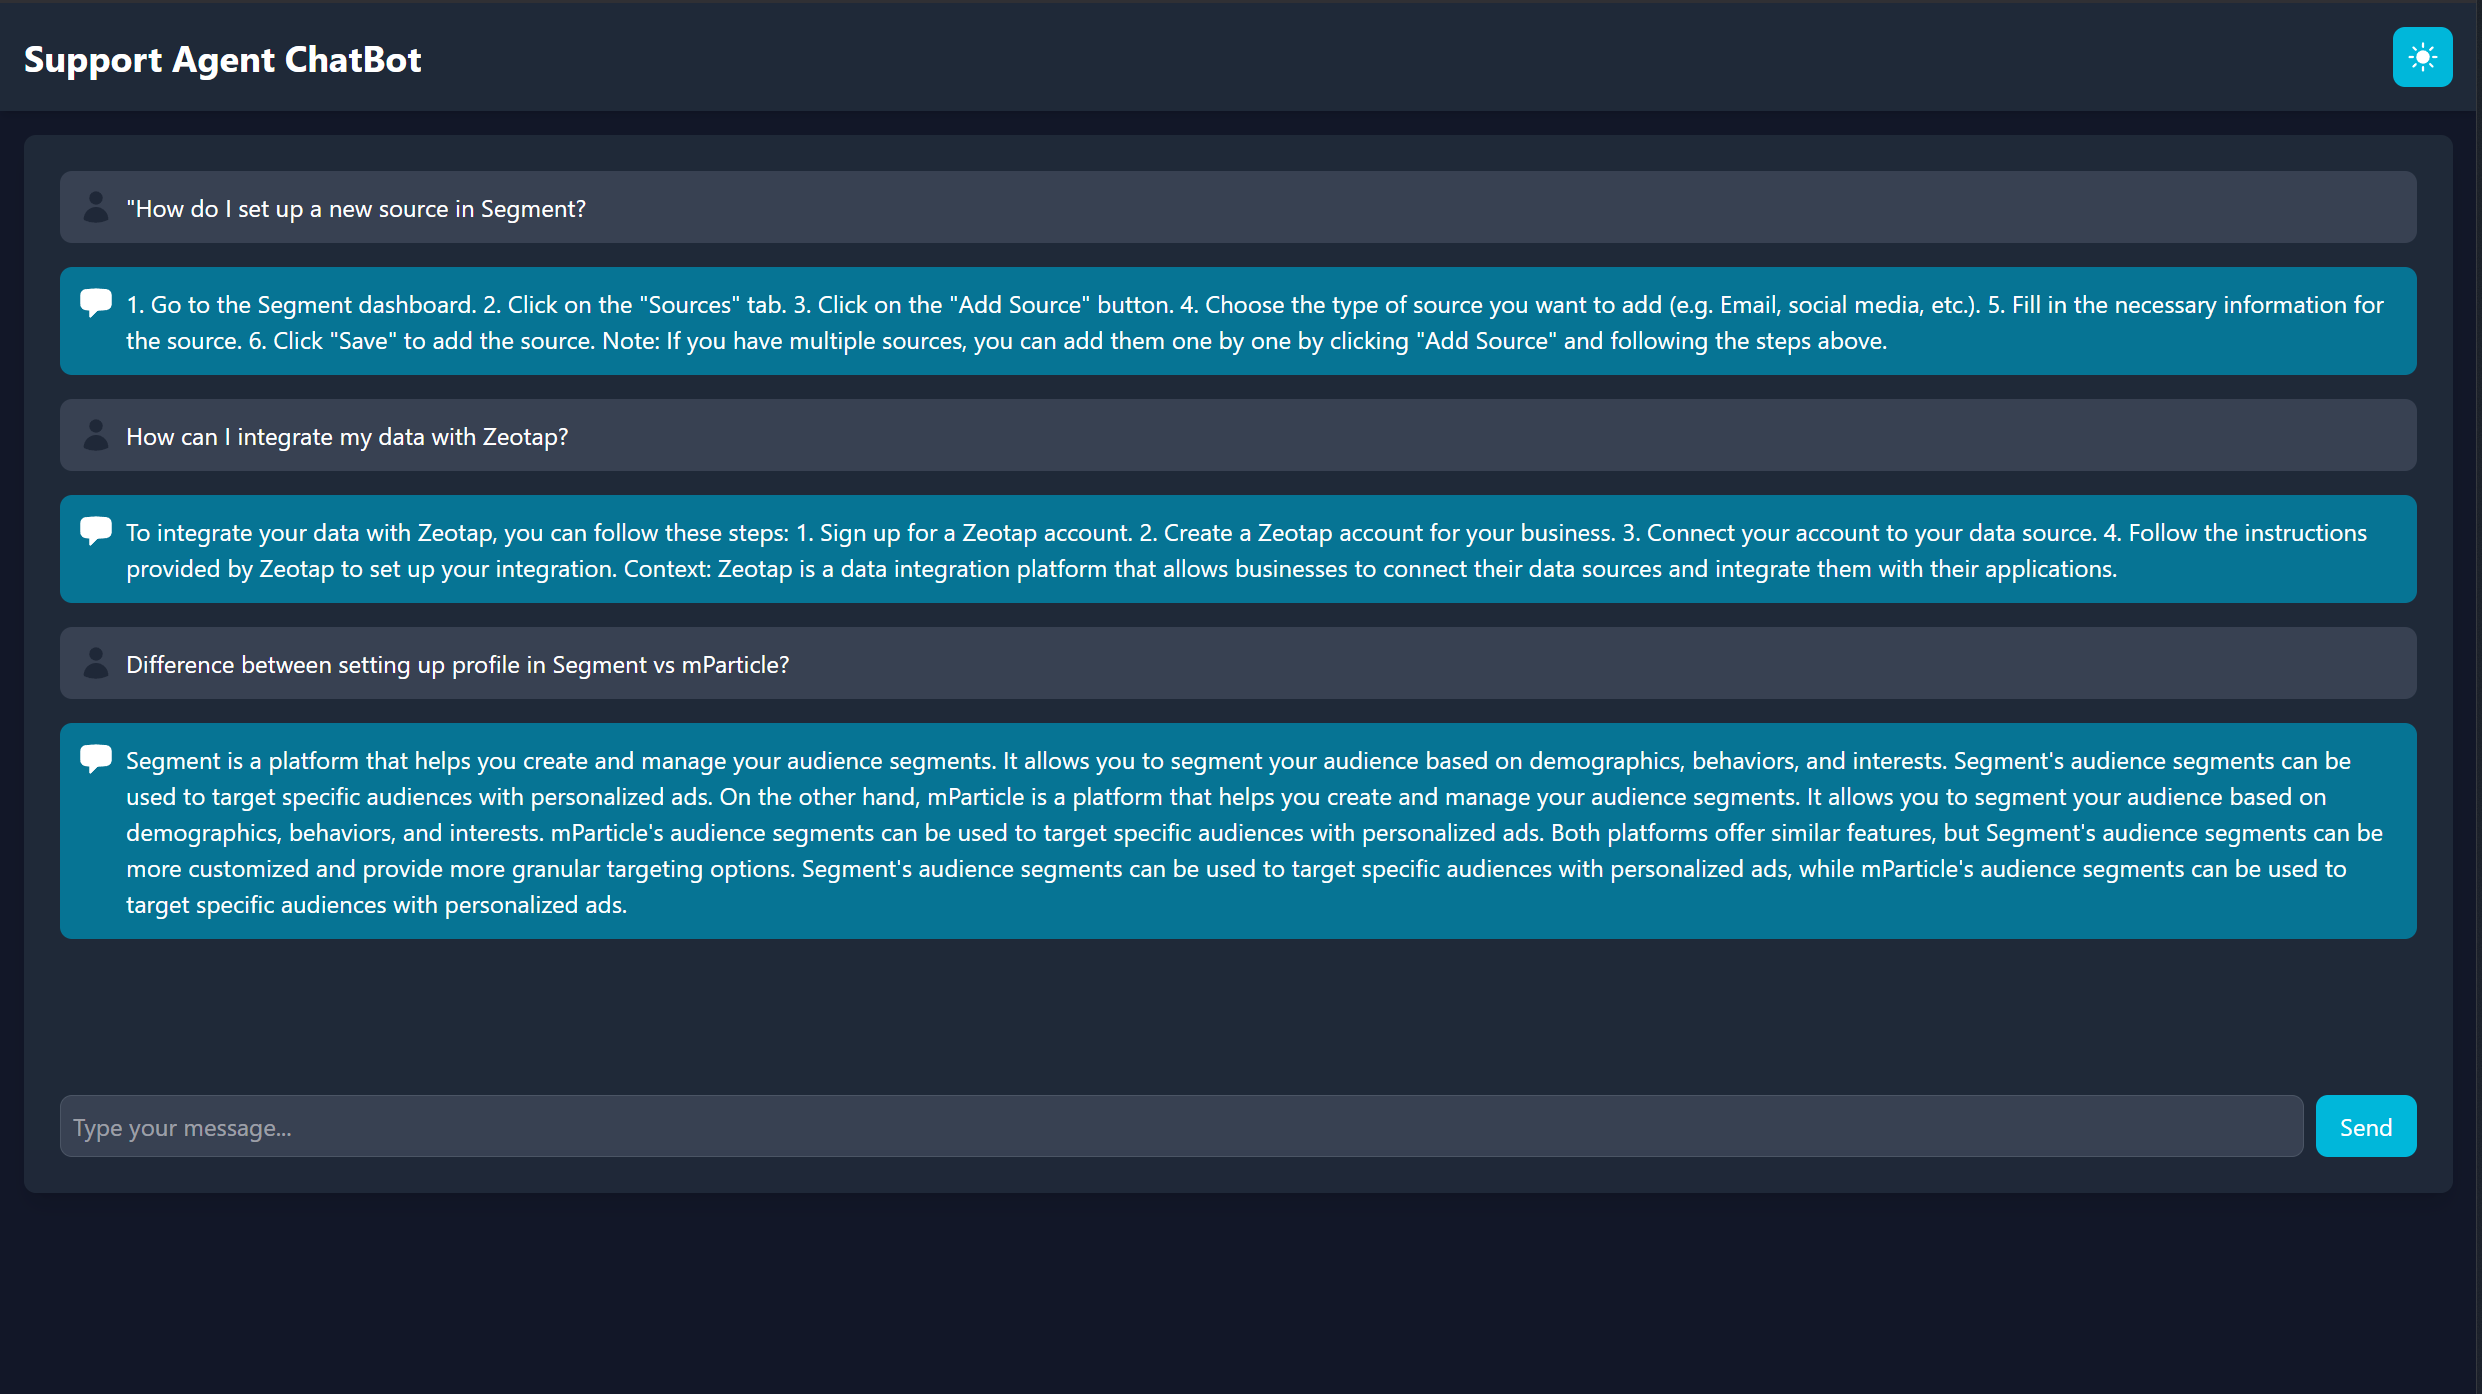 Support Agent ChatBot
"How do I set up a new source in Segment?
1. Go to the Segment dashboard. 2. Click on the "Sources" tab. 3. Click on the "Add Source" button. 4. Choose the type of source you want to add (e.g. Email, social media, etc.). 5. Fill in the necessary information for
the source. 6. Click "Save" to add the source. Note: If you have multiple sources, you can add them one by one by clicking "Add Source" and following the steps above.
How can I integrate my data with Zeotap?
To integrate your data with Zeotap, you can follow these steps: 1. Sign up for a Zeotap account. 2. Create a Zeotap account for your business. 3. Connect your account to your data source. 4. Follow the instructions
provided by Zeotap to set up your integration. Context: Zeotap is a data integration platform that allows businesses to connect their data sources and integrate them with their applications.
Difference between setting up profile in Segment vs mParticle?
Segment is a platform that helps you create and manage your audience segments. It allows you to segment your audience based on demographics, behaviors, and interests. Segment's audience segments can be
used to target specific audiences with personalized ads. On the other hand, mParticle is a platform that helps you create and manage your audience segments. It allows you to segment your audience based on
demographics, behaviors, and interests. mParticle's audience segments can be used to target specific audiences with personalized ads. Both platforms offer similar features, but Segment's audience segments can be
more customized and provide more granular targeting options. Segment's audience segments can be used to target specific audiences with personalized ads, while mParticle's audience segments can be used to
target specific audiences with personalized ads.
Type your message...
Send